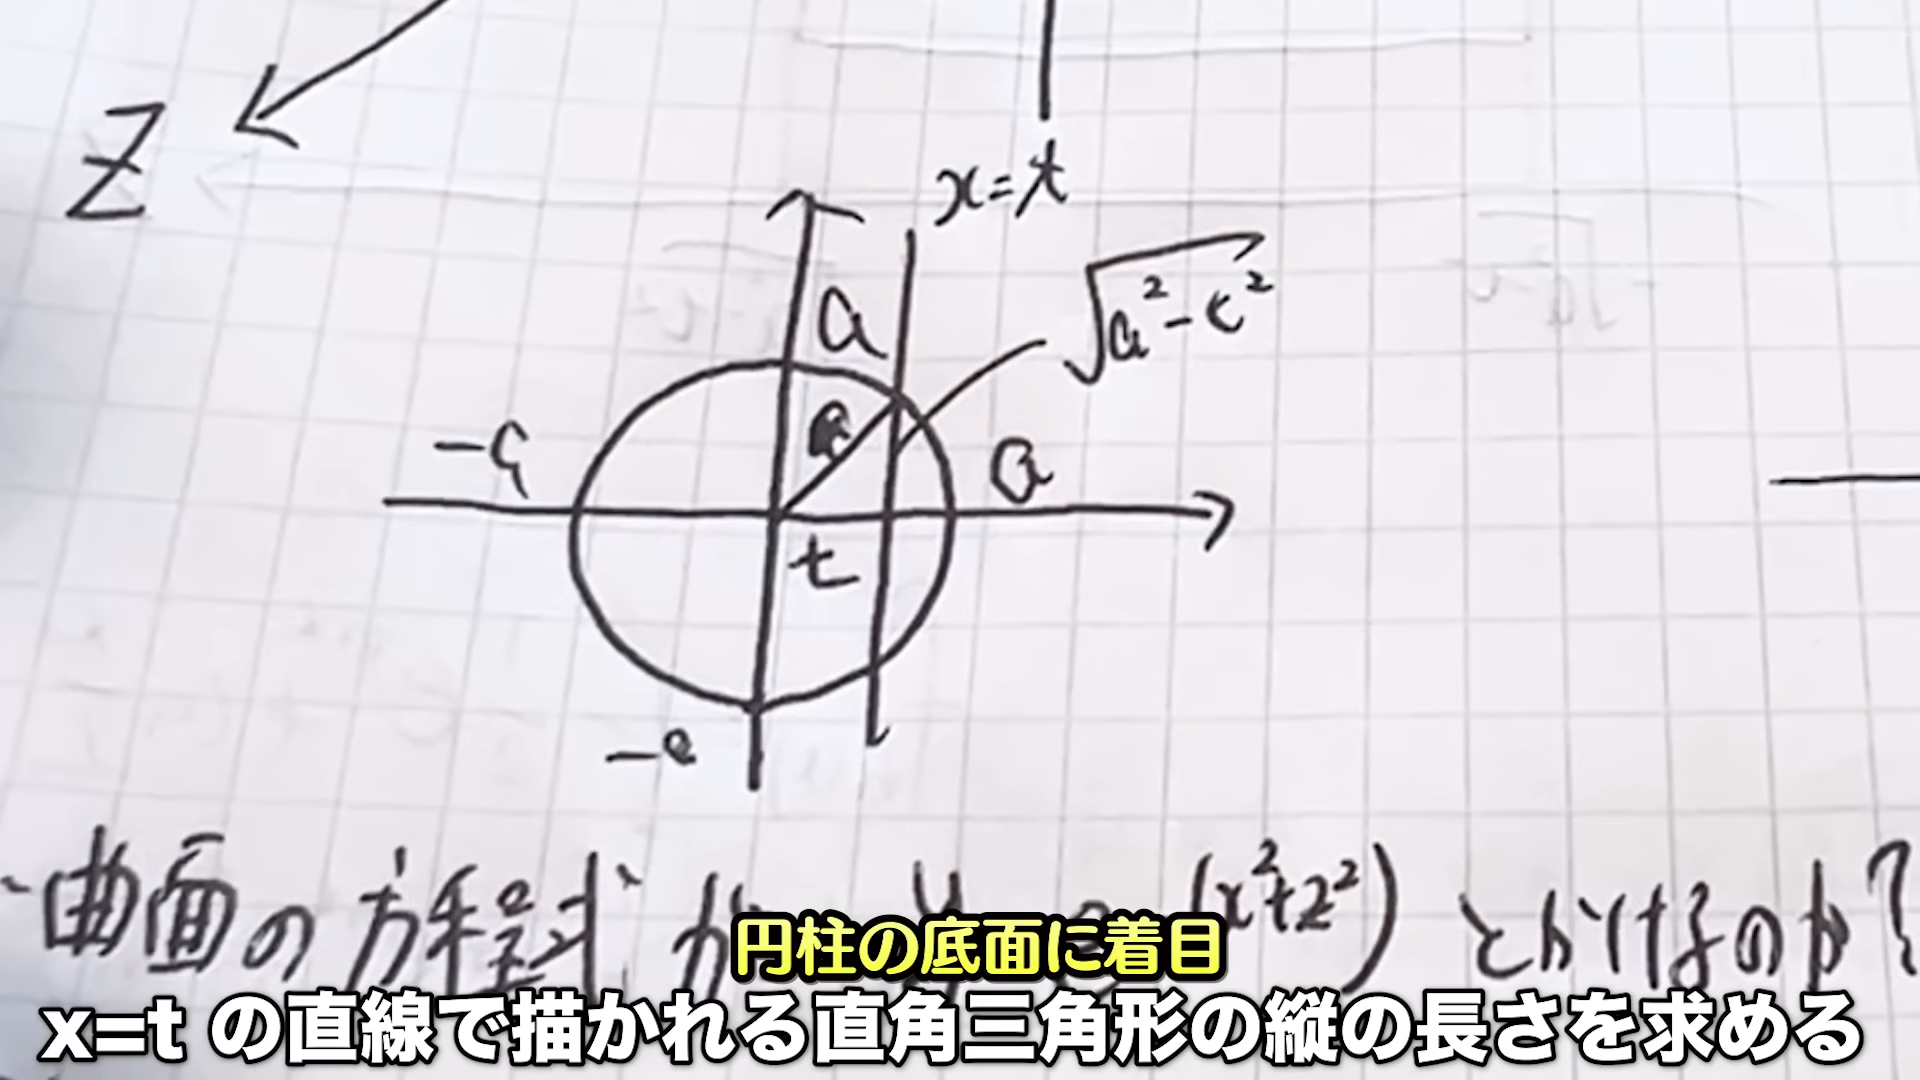 Z
x=t
a
√a²-t²
-a
a
a
t
-a
曲面の方程式が y e (x²+z²) とかけるのか?
円柱の底面に着目
x=t の直線で描かれる直角三角形の縦の長さを求める